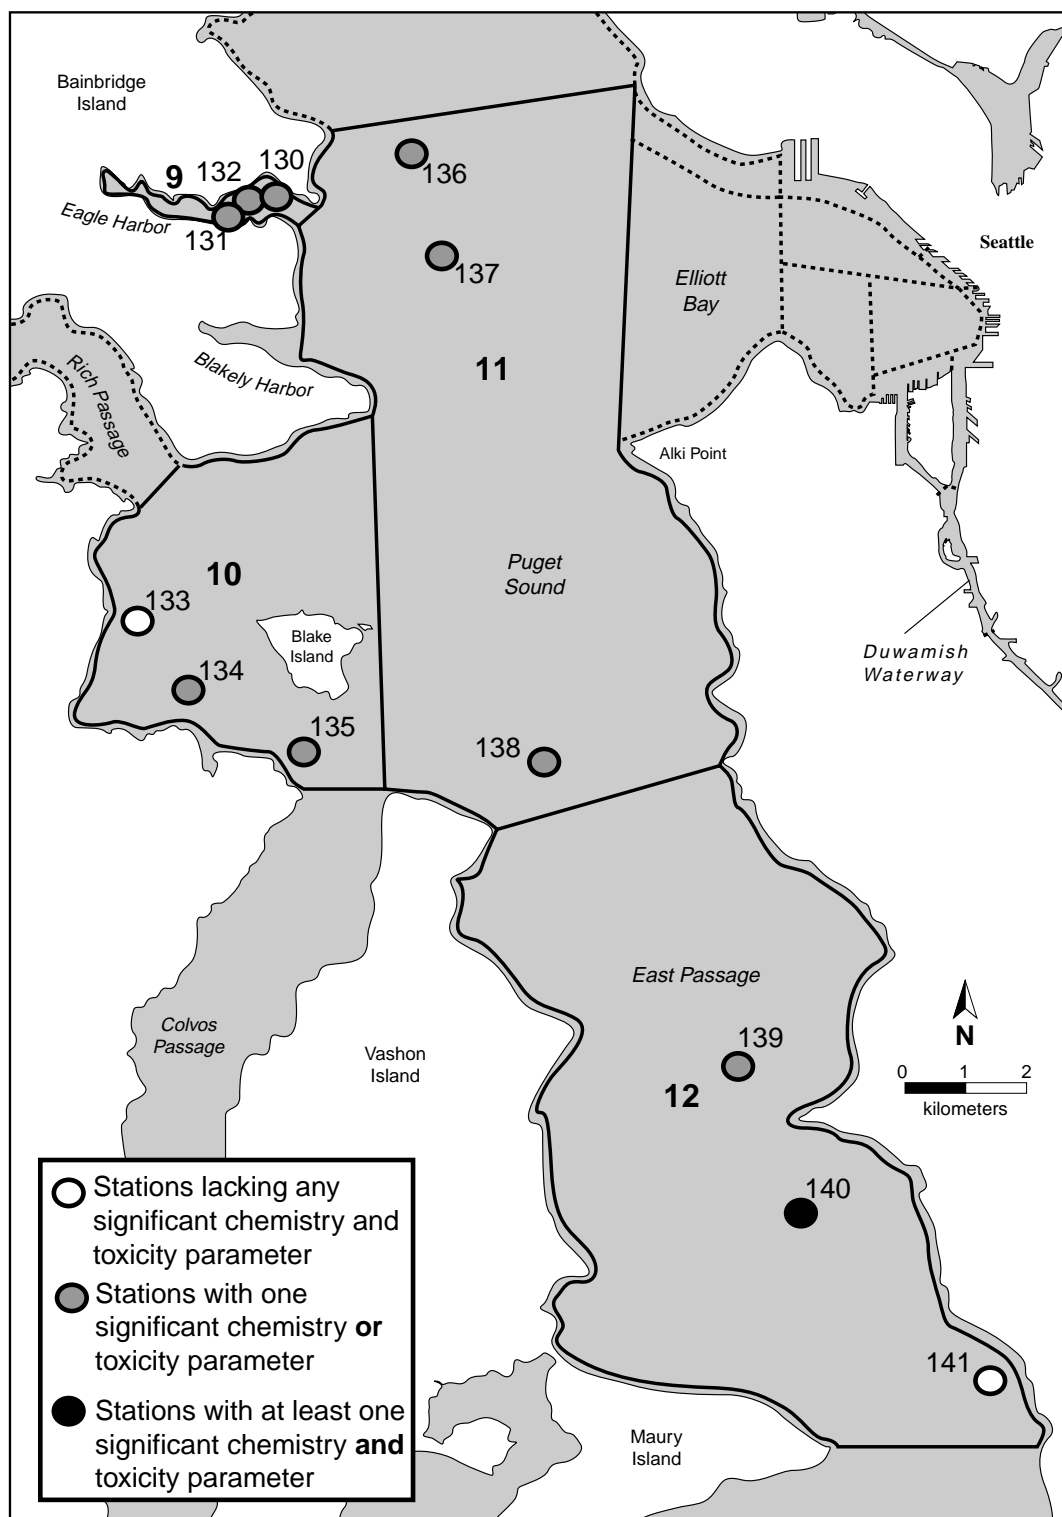 Bainbridge
Island
9
132
130
131
Eagle Harbor
136
137
Elliott
Bay
Seattle
11
Rich Passage
Blakely Harbor
Alki Point
10
Puget
Sound
133
Blake
Island
134
135
138
Duwamish
Waterway
East Passage
N
0 1 2
kilometers
Colvos
Passage
Vashon
Island
139
12
140
141
Maury
Island
Stations lacking any
significant chemistry and
toxicity parameter
Stations with one
significant chemistry or
toxicity parameter
Stations with at least one
significant chemistry and
toxicity parameter